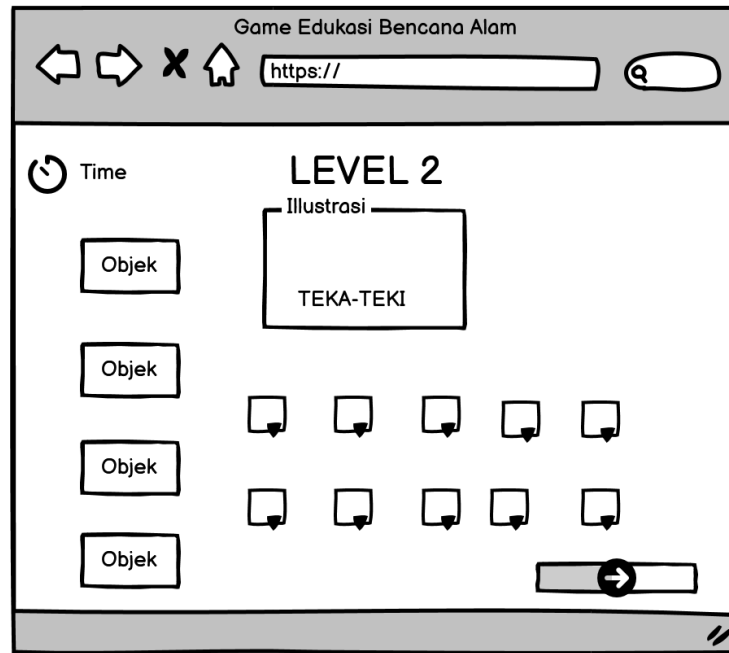 Game Edukasi Bencana Alam
https://
Time
LEVEL 2
Illustrasi
TEKA-TEKI
Objek
Objek
Objek
Objek